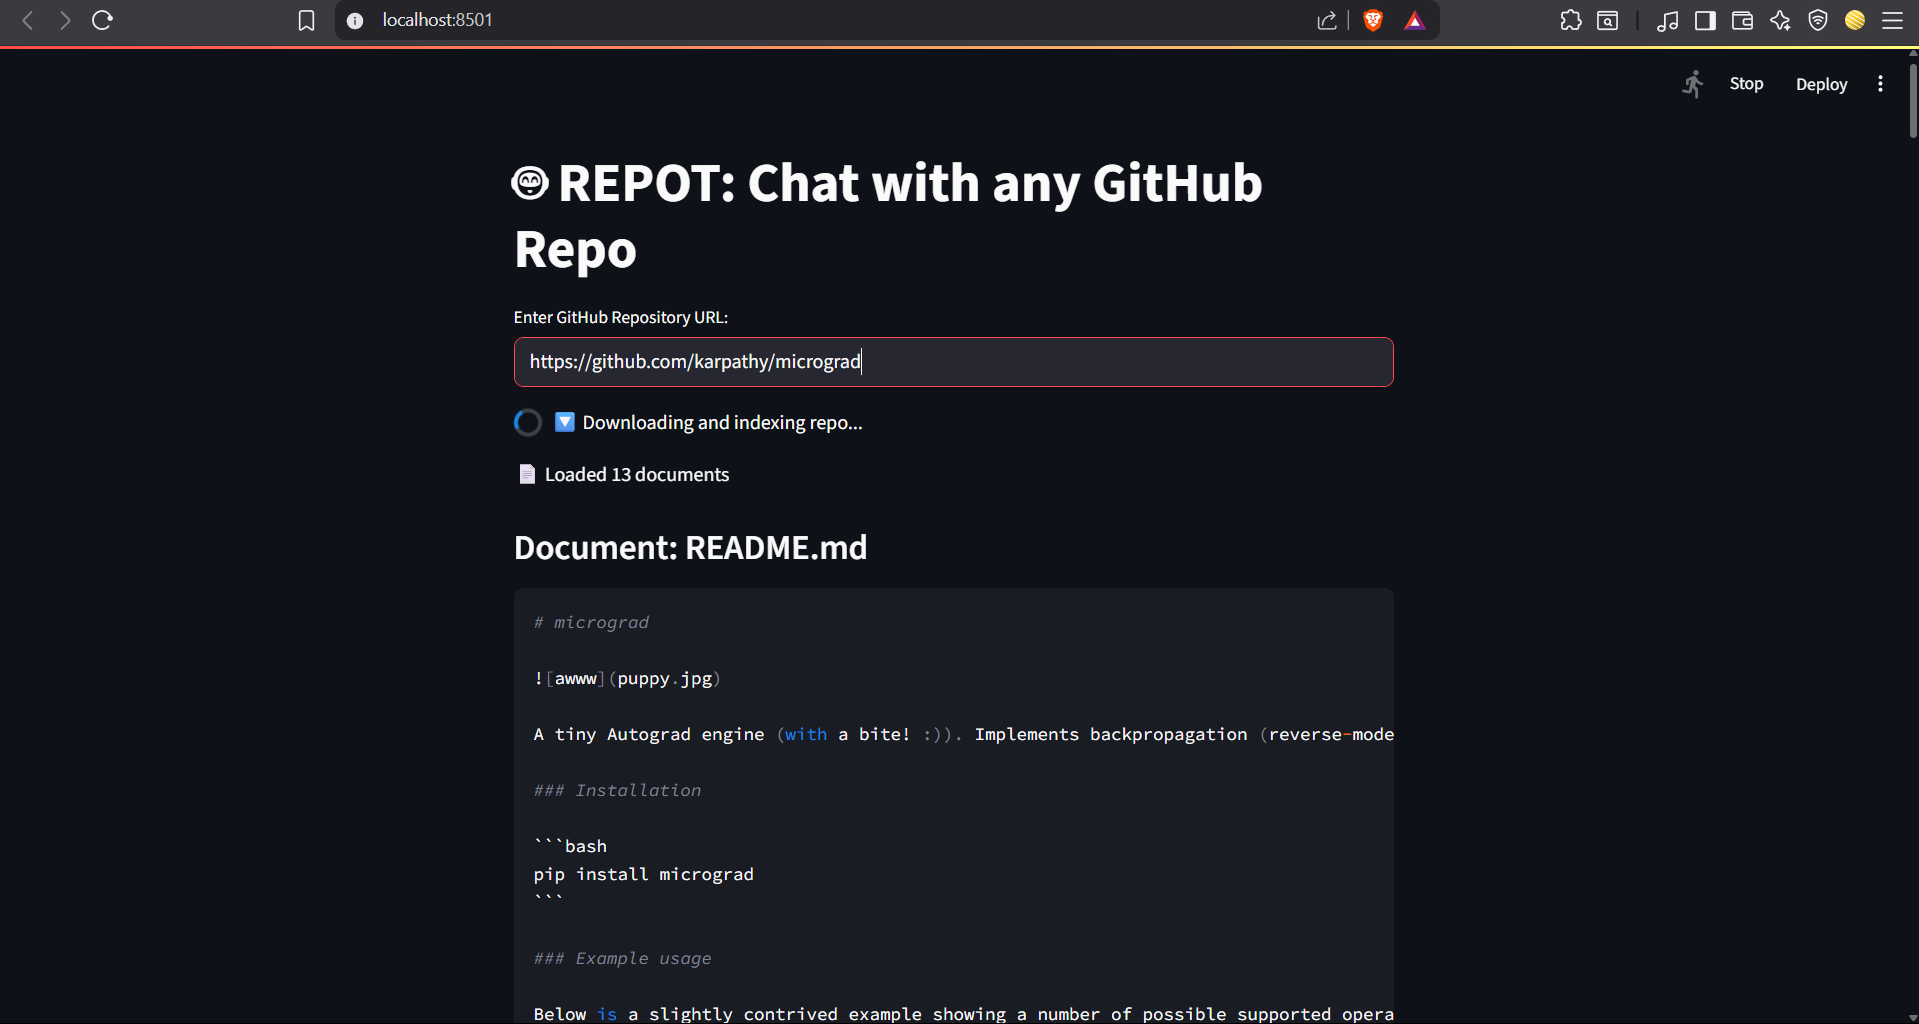 localhost:8501
Stop
Deploy
REPOT: Chat with any GitHub
Repo
Enter GitHub Repository URL:
https://github.com/karpathy/micrograd
Downloading and indexing repo...
Loaded 13 documents
Document: README.md
# micrograd
![awww](puppy.jpg)
A tiny Autograd engine (with a bite! :)). Implements backpropagation (reverse-mode
### Installation
```bash
pip install micrograd
```
### Example usage
Below is a slightly contrived example showing a number of possible supported opera